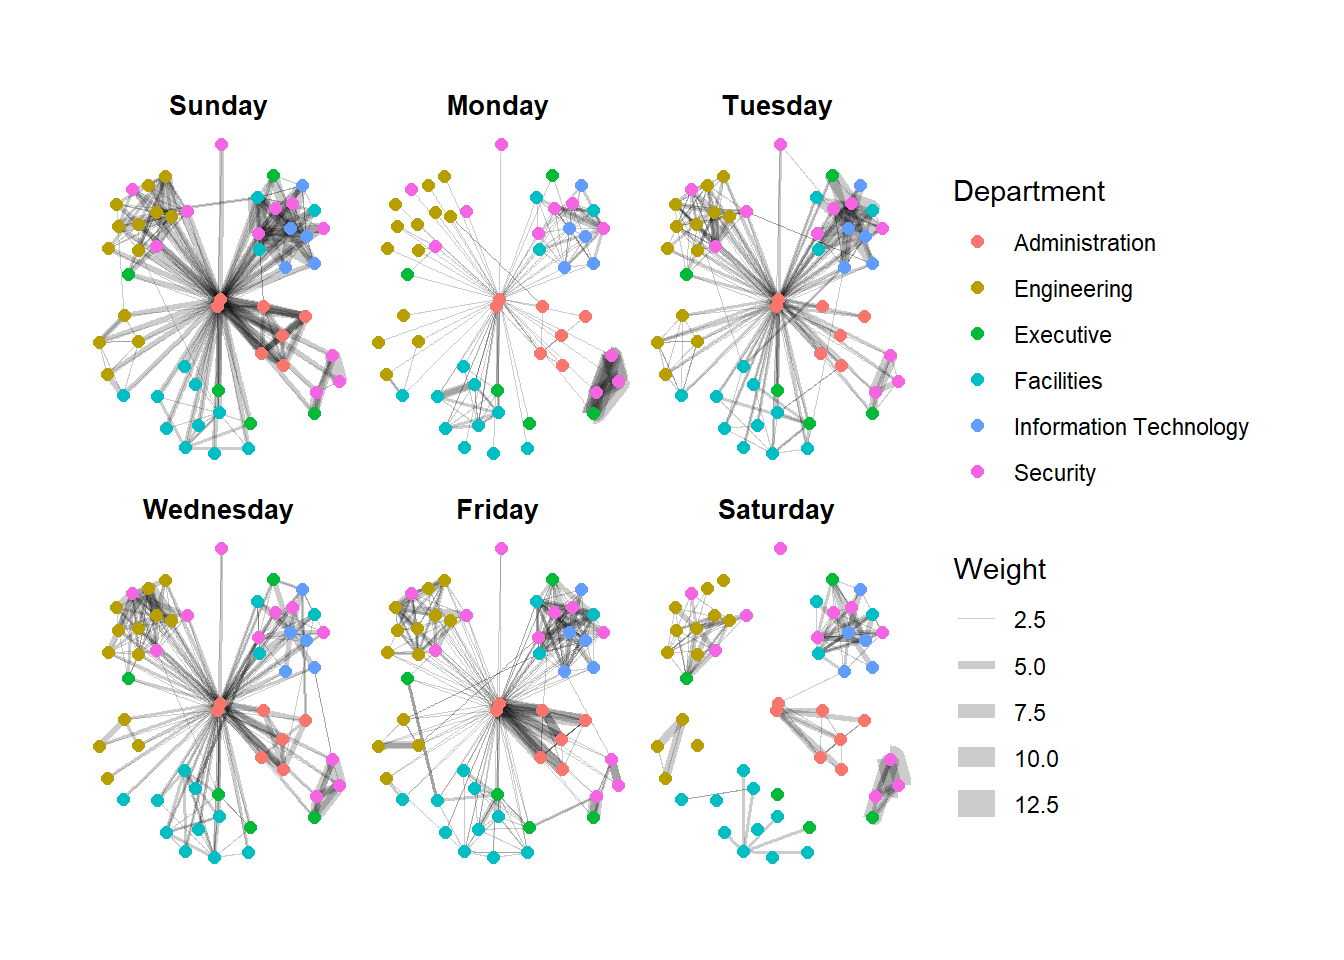 Sunday
Monday
Tuesday
Wednesday
Friday
Saturday
Department
Administration
Engineering
Executive
Facilities
Information Technology
Security
Weight
2.5
5.0
7.5
10.0
12.5